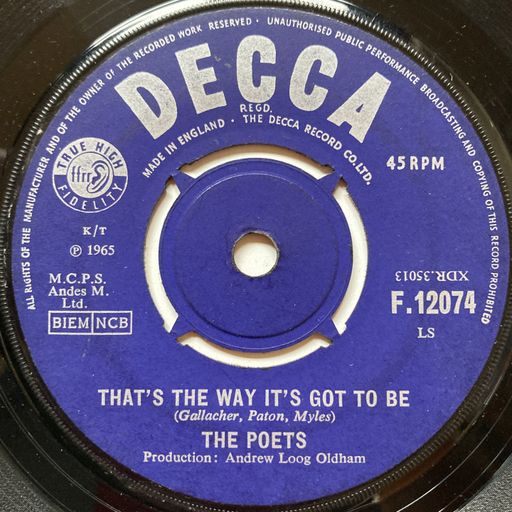 ALL RIGHTS OF THE MANUFACTURER AND OF THE OWNER OF THE RECORDED WORK RESERVED · UNAUTHORISED PUBLIC PERFORMANCE BROADCASTING AND COPYING OF THIS RECORD PROHIBITED
DECCA
REGD.
MADE IN ENGLAND · THE DECCA RECORD CO. LTD.
TRUE HIGH
ffrr
FIDELITY
45 RPM
K/T
℗ 1965
XDR.35013
M.C.P.S.
Andes M.
Ltd.
BIEM NCB
F.12074
LS
THAT'S THE WAY IT'S GOT TO BE
(Gallacher, Paton, Myles)
THE POETS
Production: Andrew Loog Oldham